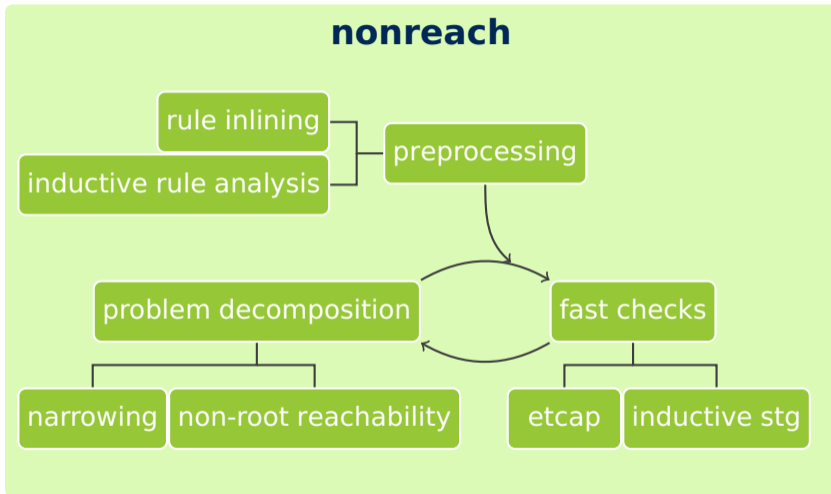 nonreach
rule inlining
preprocessing
inductive rule analysis
problem decomposition
fast checks
narrowing
non-root reachability
etcap
inductive stg